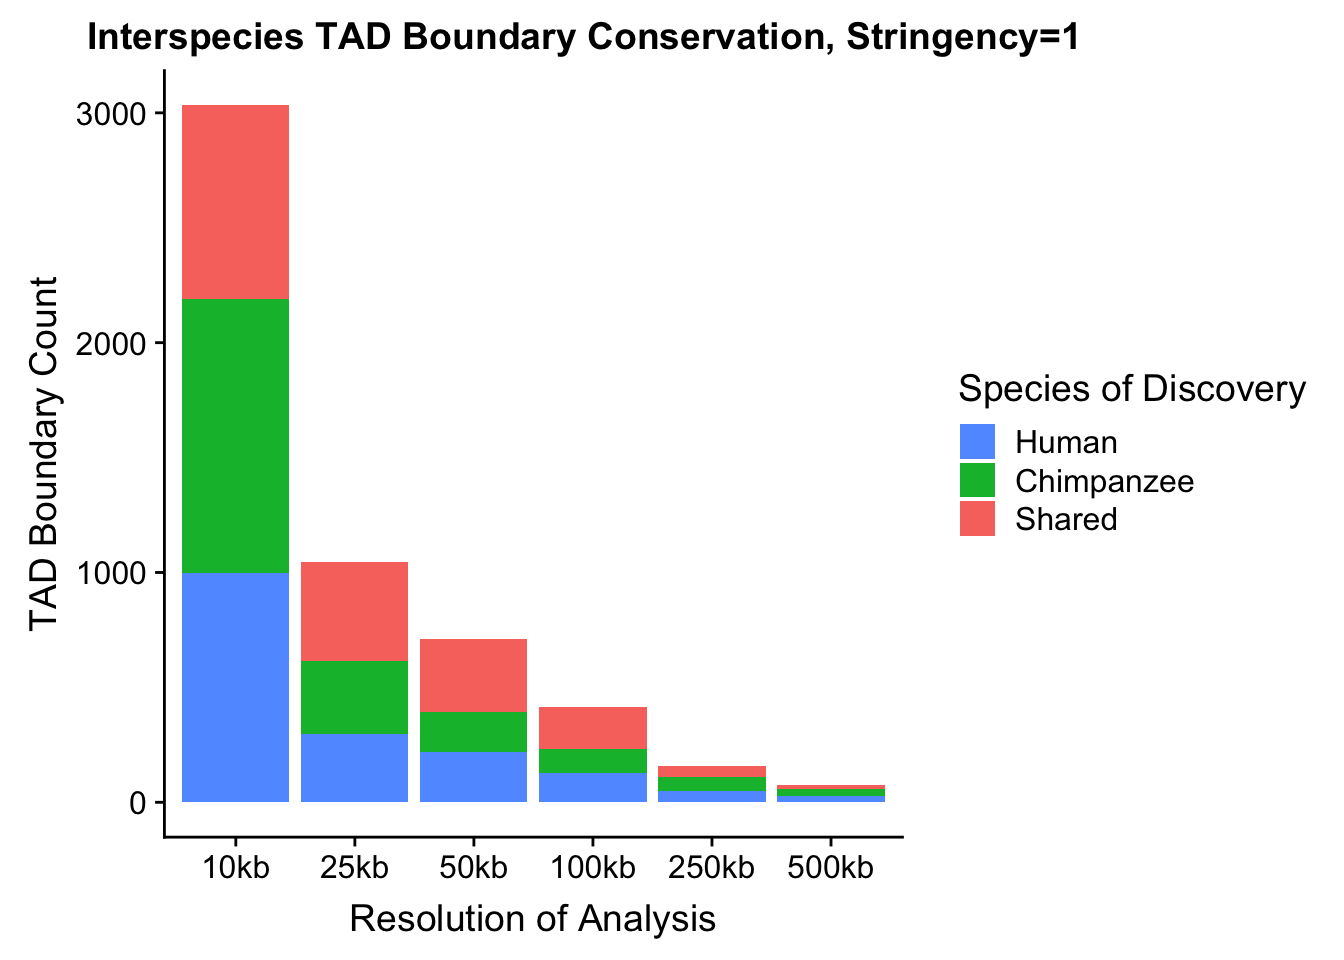 Interspecies TAD Boundary Conservation, Stringency=1
TAD Boundary Count
3000
2000
1000
0
10kb
25kb
50kb
100kb
250kb
500kb
Resolution of Analysis
Species of Discovery
Human
Chimpanzee
Shared